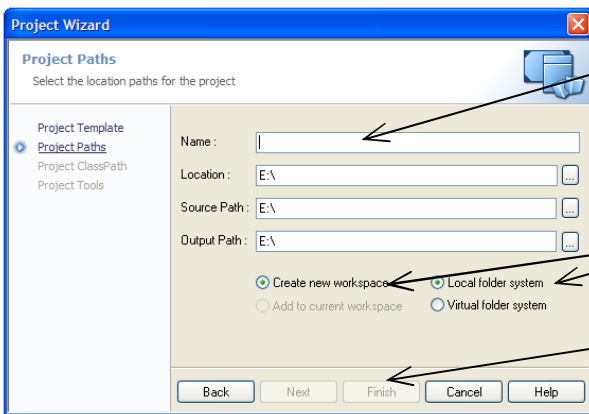 Project Wizard
Project Paths
Select the location paths for the project
Project Template
Project Paths
Project ClassPath
Project Tools
Name :
Location : E:\ ...
Source Path : E:\ ...
Output Path : E:\ ...
Create new workspace Local folder system
Add to current workspace Virtual folder system
Back Next Finish Cancel Help